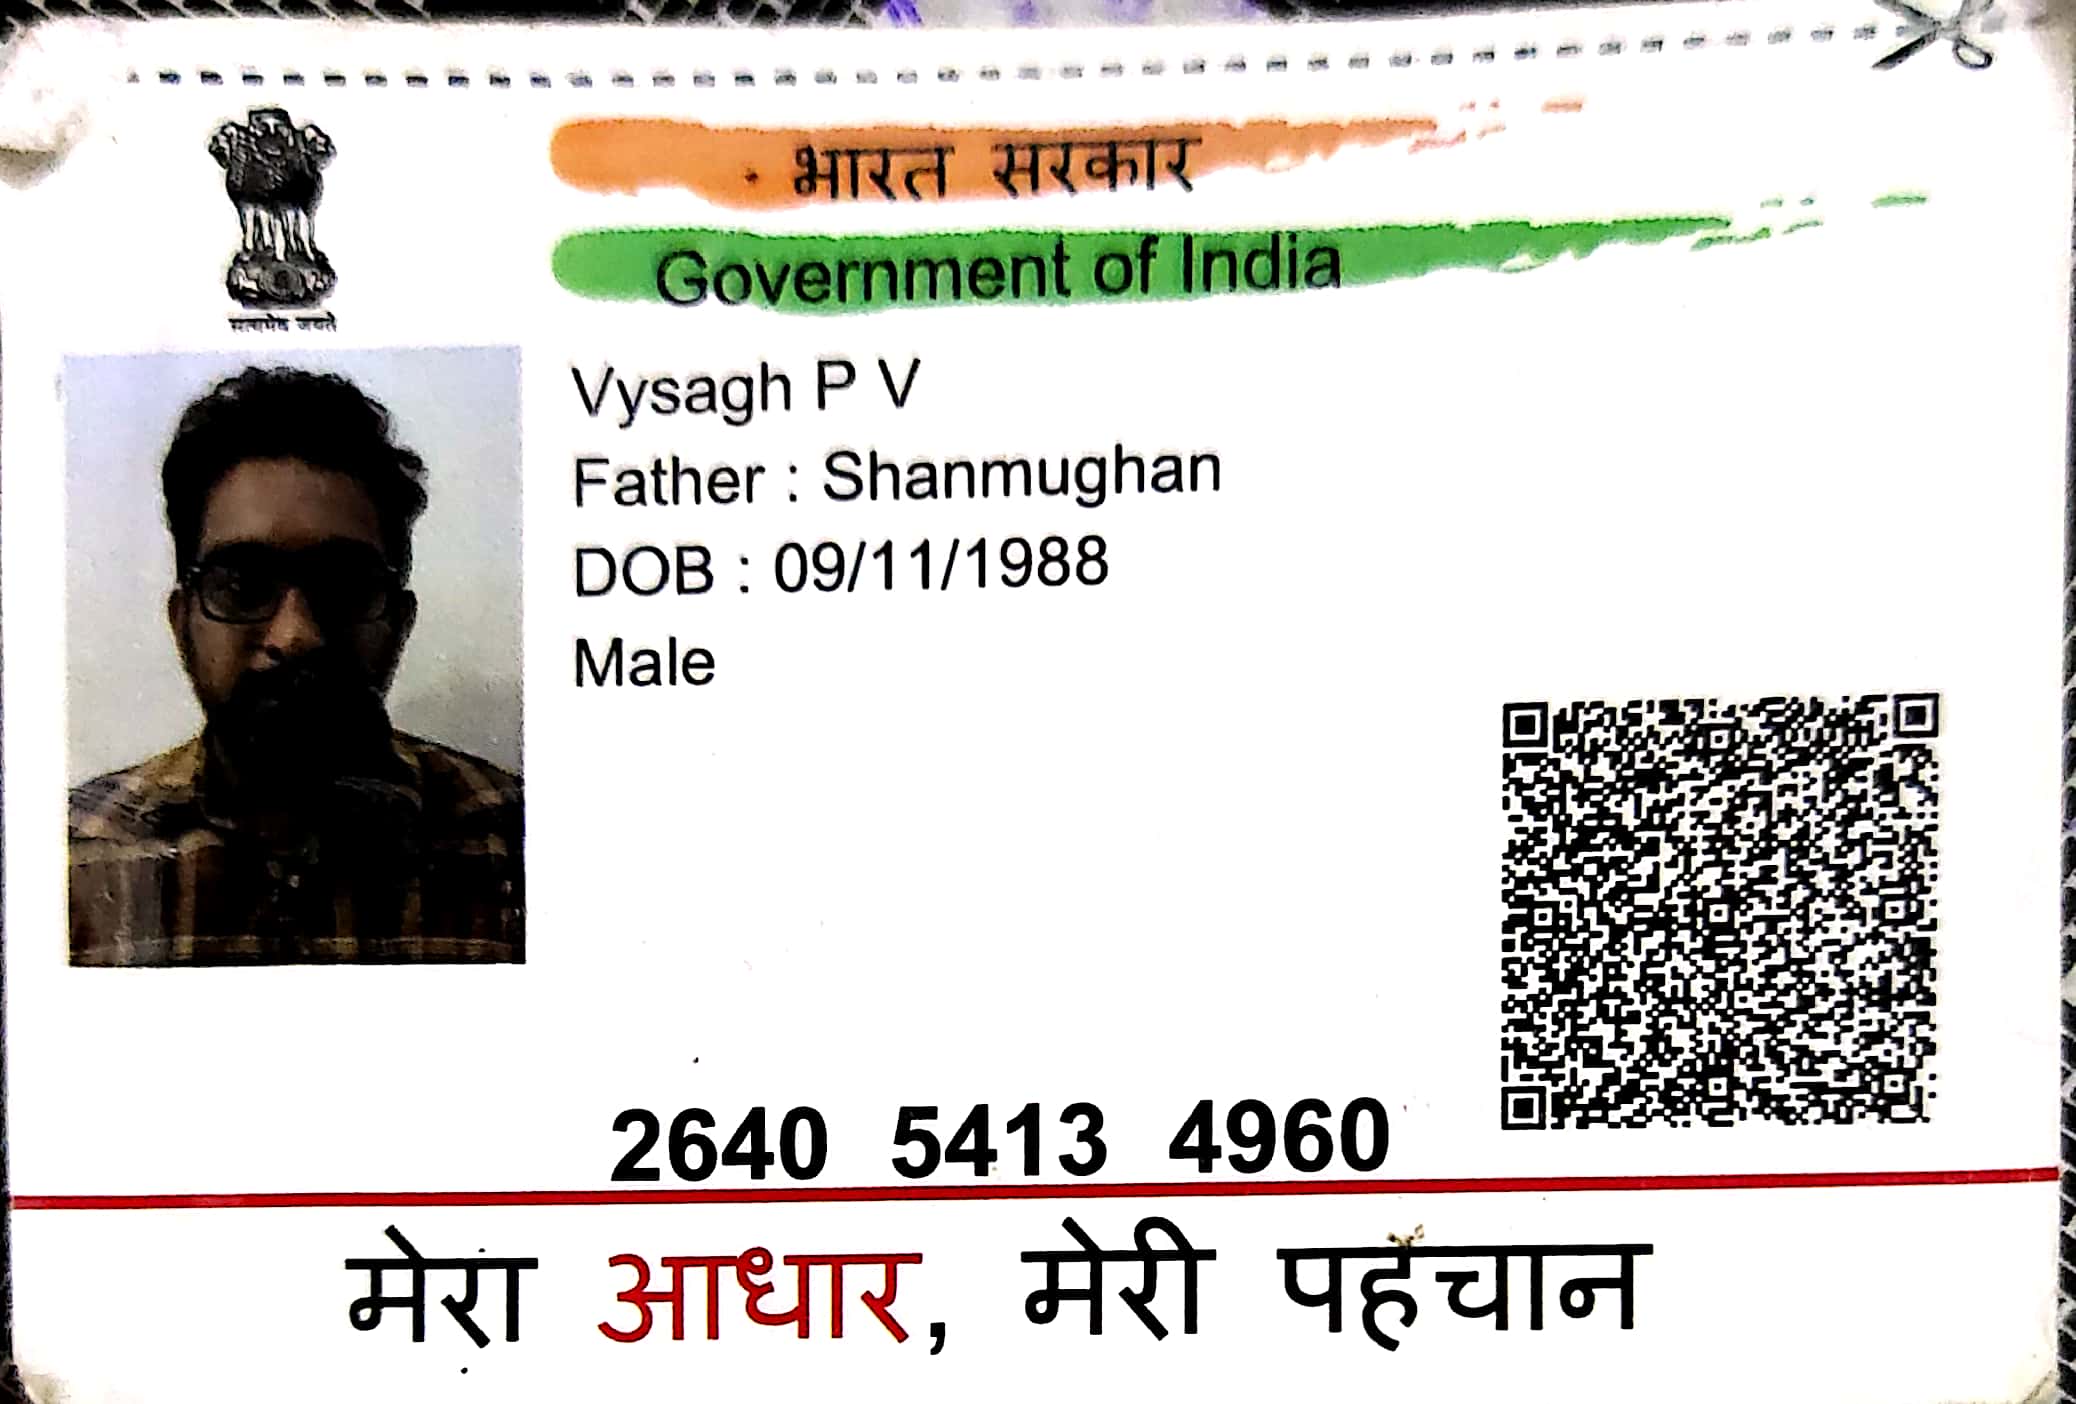 भारत सरकार
Government of India
सत्यमेव जयते
Vysagh P V
Father : Shanmughan
DOB : 09/11/1988
Male
2640 5413 4960
मेरा आधार, मेरी पहचान